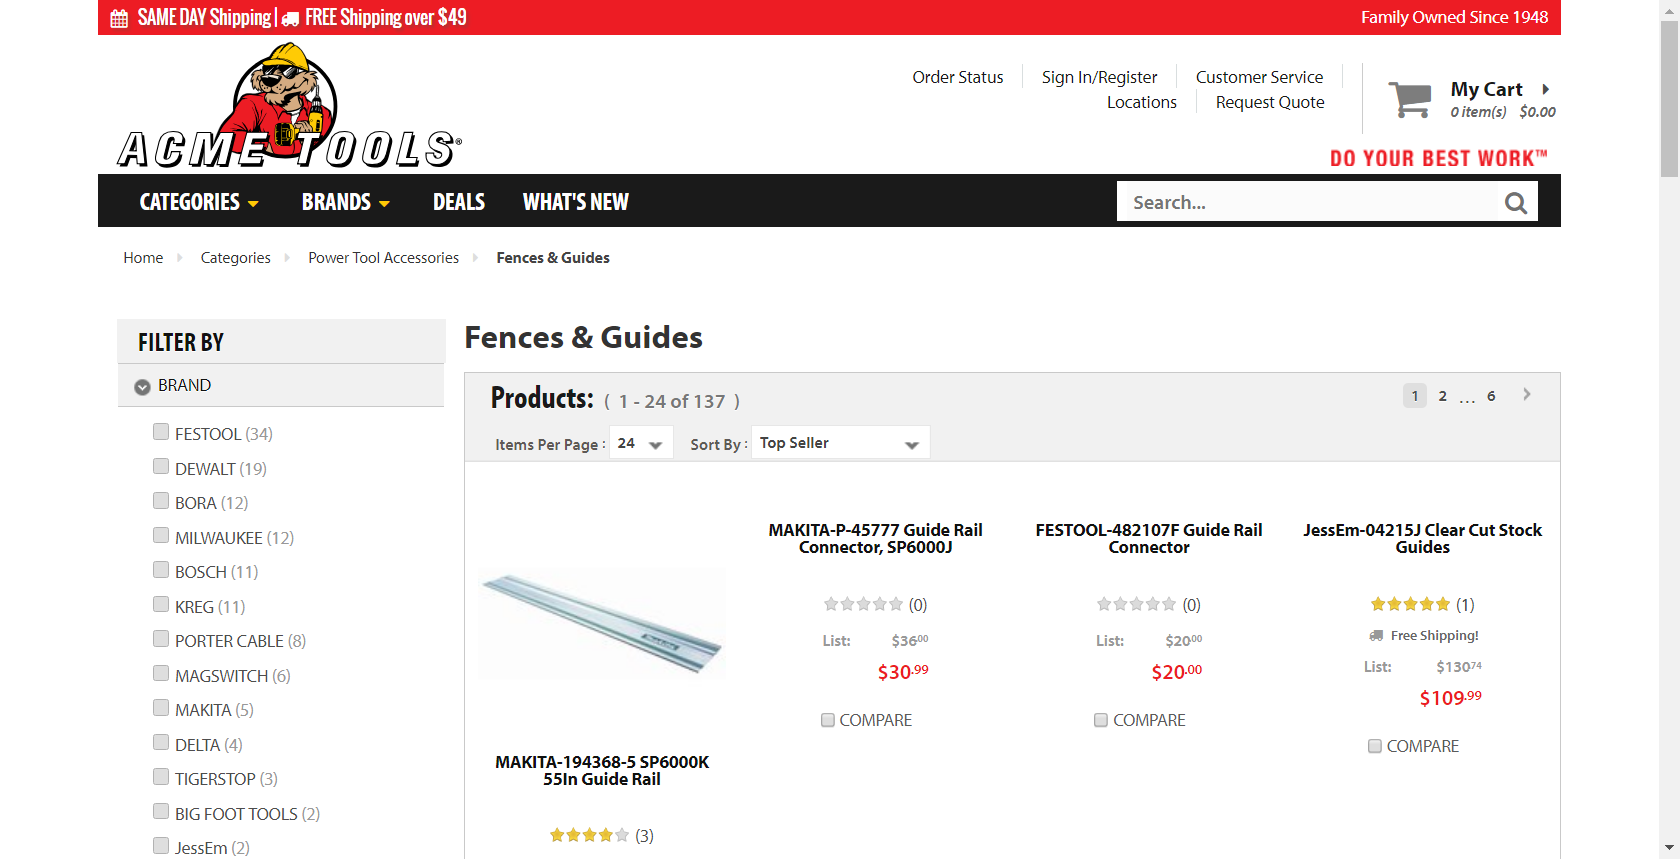 SAME DAY Shipping | FREE Shipping over $49
Family Owned Since 1948
Order Status
Sign In/Register
Customer Service
Locations
Request Quote
My Cart
0 item(s) $0.00
ACME TOOLS®
DO YOUR BEST WORK™
CATEGORIES
BRANDS
DEALS
WHAT'S NEW
Search...
Home
Categories
Power Tool Accessories
Fences & Guides
FILTER BY
BRAND
FESTOOL (34)
DEWALT (19)
BORA (12)
MILWAUKEE (12)
BOSCH (11)
KREG (11)
PORTER CABLE (8)
MAGSWITCH (6)
MAKITA (5)
DELTA (4)
TIGERSTOP (3)
BIG FOOT TOOLS (2)
JessEm (2)
Fences & Guides
Products: ( 1 - 24 of 137 )
1 2 ... 6
Items Per Page : 24
Sort By : Top Seller
MAKITA-194368-5 SP6000K
55In Guide Rail
(3)
MAKITA-P-45777 Guide Rail
Connector, SP6000J
(0)
List: $36.00
$30.99
COMPARE
FESTOOL-482107F Guide Rail
Connector
(0)
List: $20.00
$20.00
COMPARE
JessEm-04215J Clear Cut Stock
Guides
(1)
Free Shipping!
List: $130.74
$109.99
COMPARE